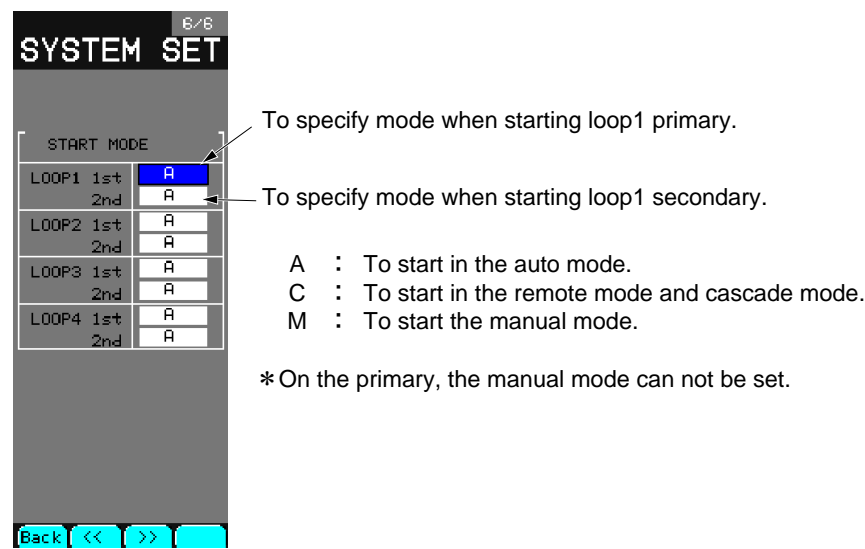 6/6
SYSTEM SET
START MODE
LOOP1 1st A
2nd A
LOOP2 1st A
2nd A
LOOP3 1st A
2nd A
LOOP4 1st A
2nd A
Back << >>
To specify mode when starting loop1 primary.
To specify mode when starting loop1 secondary.
A : To start in the auto mode.
C : To start in the remote mode and cascade mode.
M : To start the manual mode.
*On the primary, the manual mode can not be set.